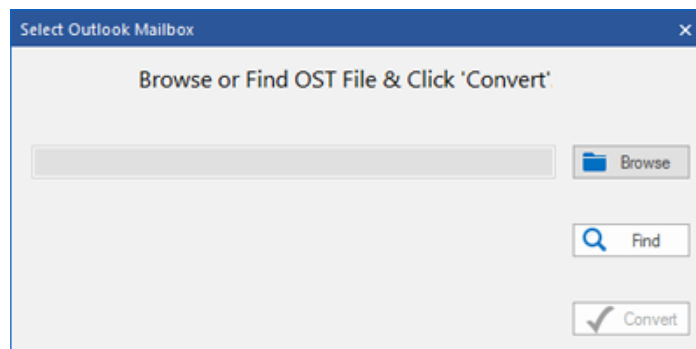 Select Outlook Mailbox
Browse or Find OST File & Click 'Convert'.
Browse
Find
Convert